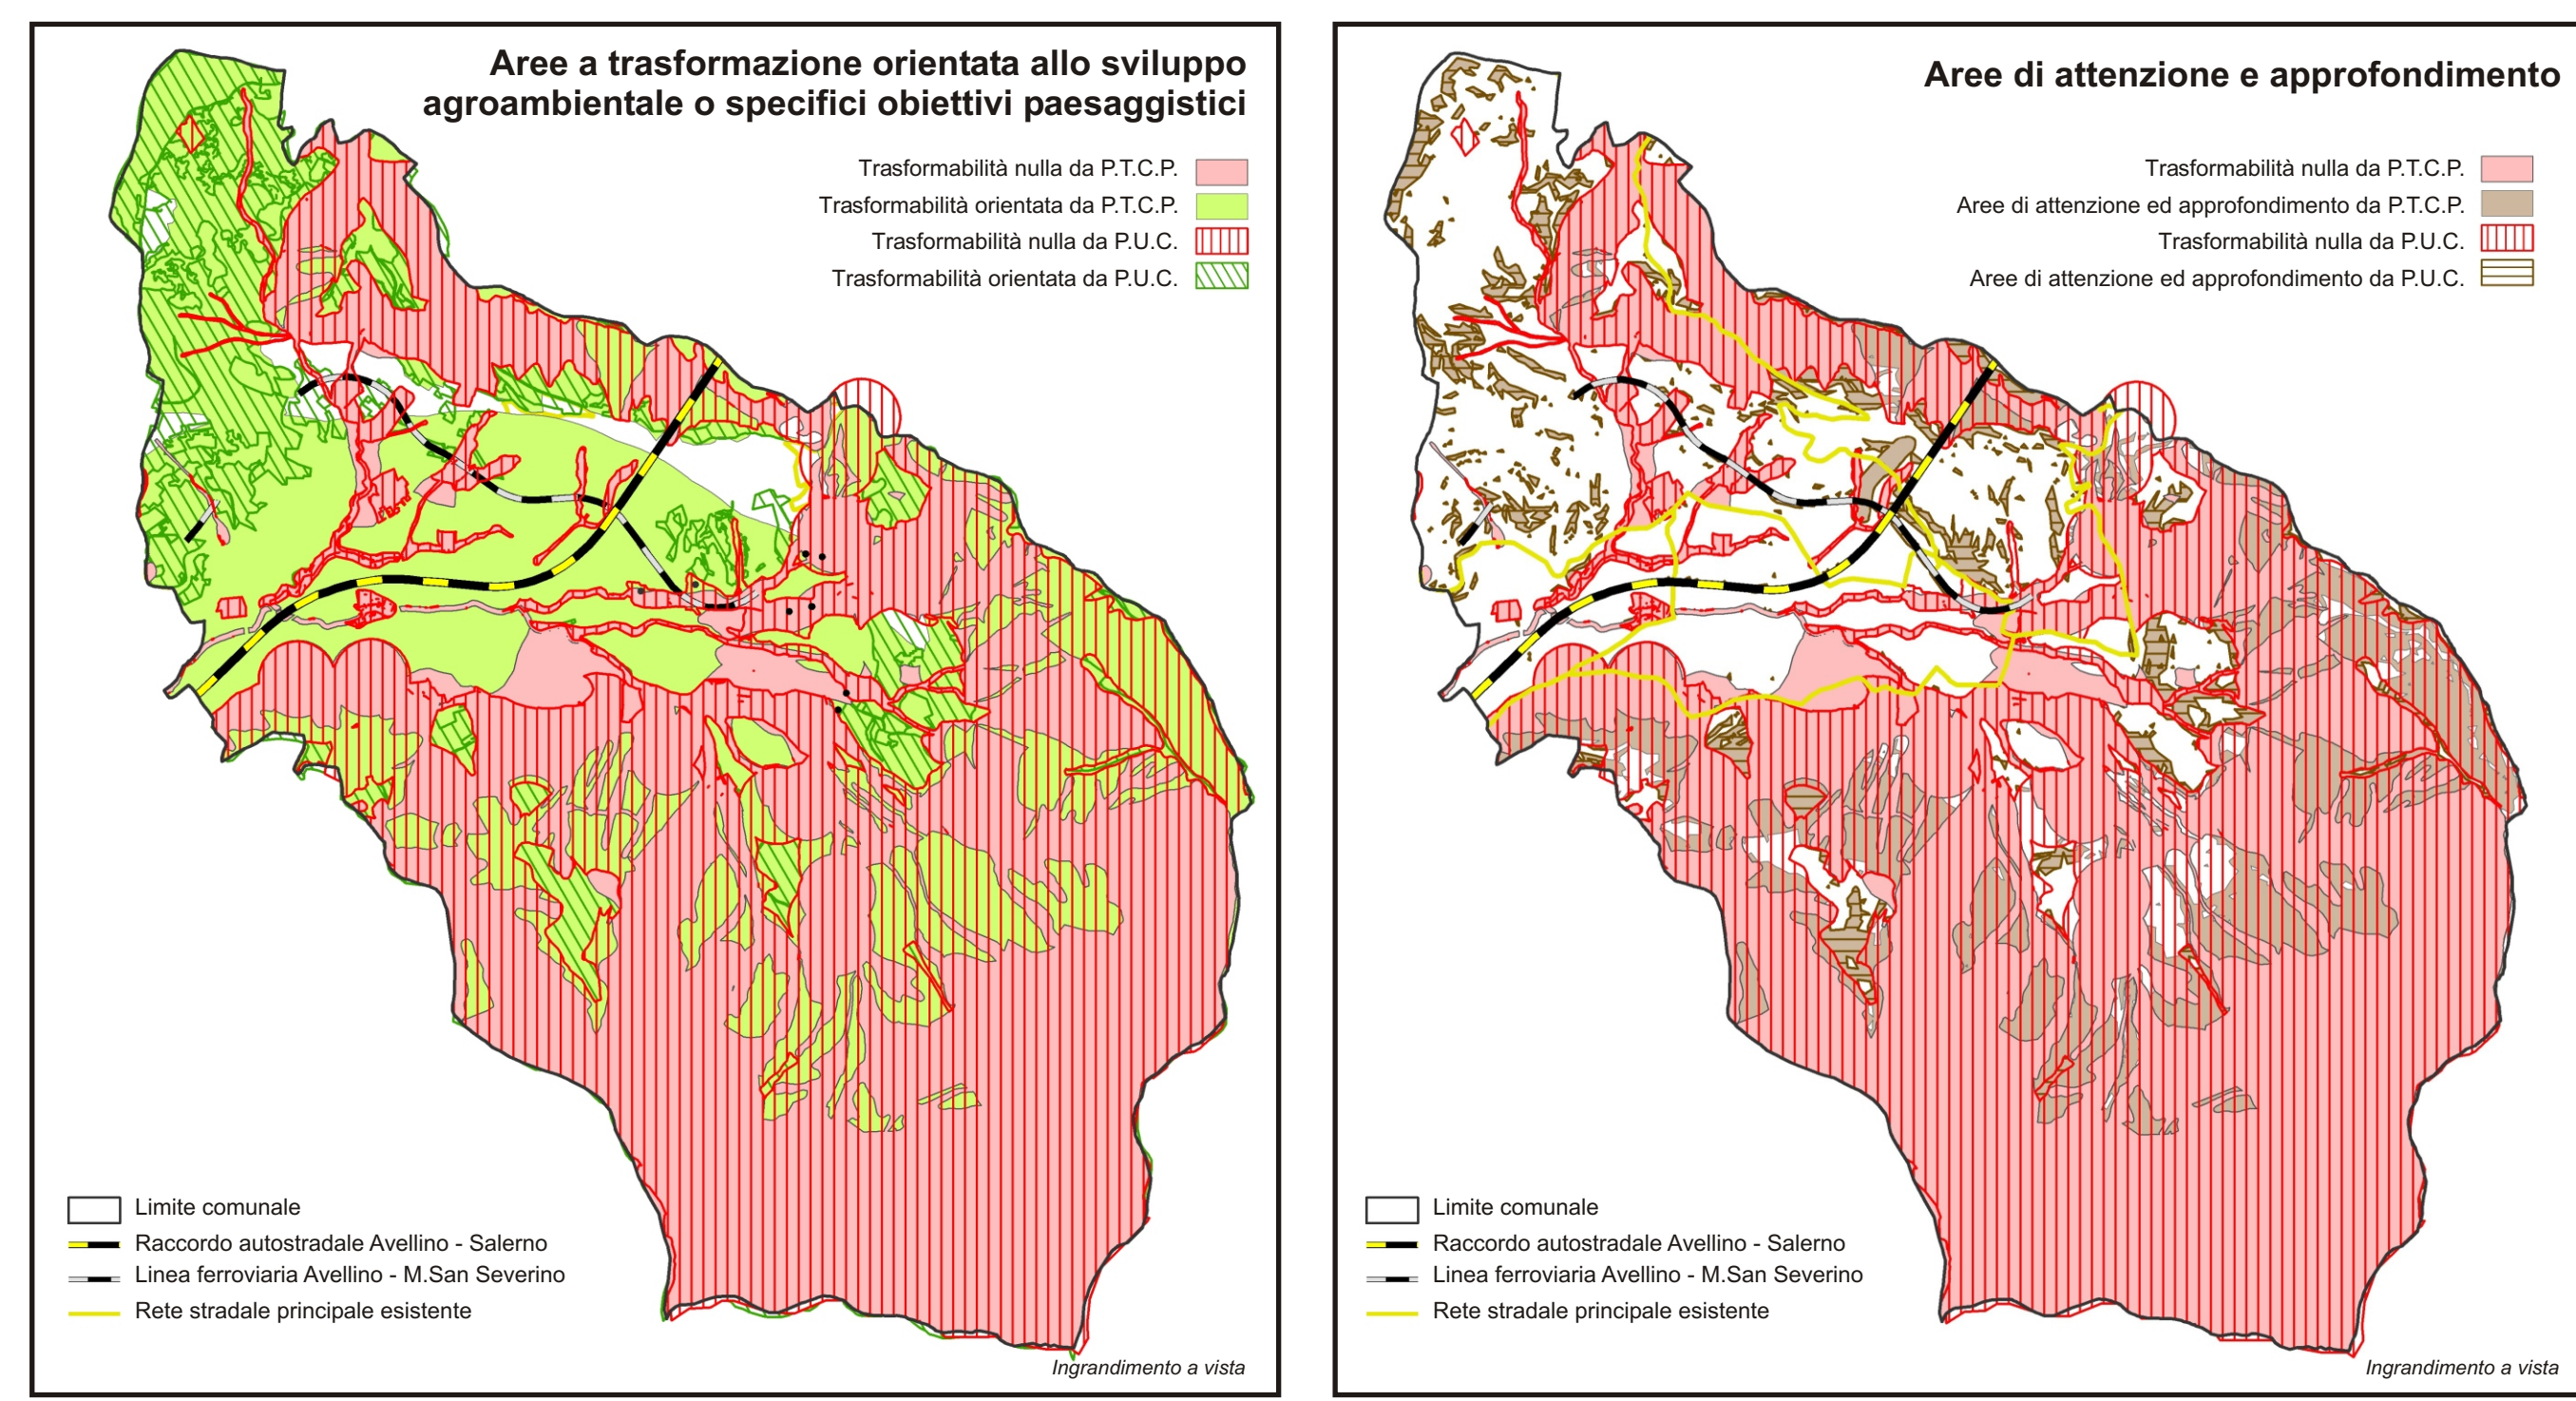 Aree a trasformazione orientata allo sviluppo
agroambientale o specifici obiettivi paesaggistici
Trasformabilità nulla da P.T.C.P.
Trasformabilità orientata da P.T.C.P.
Trasformabilità nulla da P.U.C.
Trasformabilità orientata da P.U.C.
Limite comunale
Raccordo autostradale Avellino - Salerno
Linea ferroviaria Avellino - M.San Severino
Rete stradale principale esistente
Ingrandimento a vista
Aree di attenzione e approfondimento
Trasformabilità nulla da P.T.C.P.
Aree di attenzione ed approfondimento da P.T.C.P.
Trasformabilità nulla da P.U.C.
Aree di attenzione ed approfondimento da P.U.C.
Limite comunale
Raccordo autostradale Avellino - Salerno
Linea ferroviaria Avellino - M.San Severino
Rete stradale principale esistente
Ingrandimento a vista